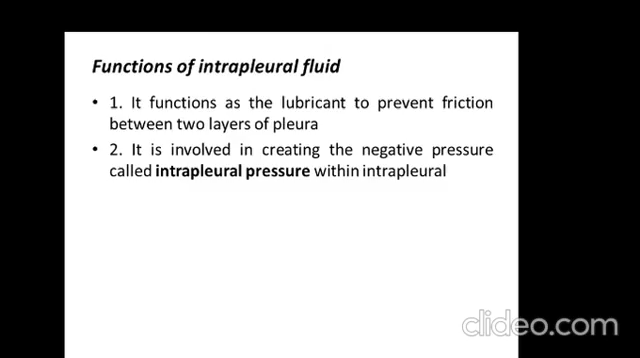 Functions of intrapleural fluid
• 1. It functions as the lubricant to prevent friction
between two layers of pleura
• 2. It is involved in creating the negative pressure
called intrapleural pressure within intrapleural
clideo.com